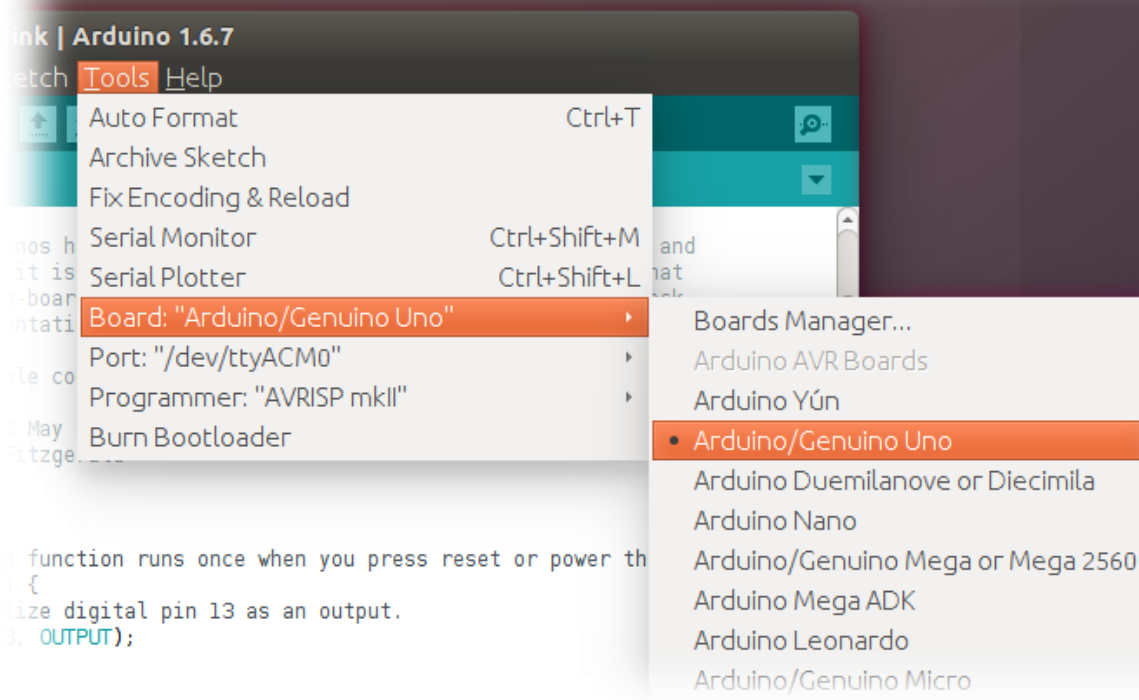 | Arduino 1.6.7
Tools Help
Auto Format Ctrl+T
Archive Sketch
Fix Encoding & Reload
Serial Monitor Ctrl+Shift+M
Serial Plotter Ctrl+Shift+L
Board: "Arduino/Genuino Uno"
Port: "/dev/ttyACM0"
Programmer: "AVRISP mkII"
Burn Bootloader
and
it is
May
Boards Manager...
Arduino AVR Boards
Arduino Yún
Arduino/Genuino Uno
Arduino Duemilanove or Diecimila
Arduino Nano
Arduino/Genuino Mega or Mega 2560
Arduino Mega ADK
Arduino Leonardo
Arduino/Genuino Micro
function runs once when you press reset or power
) {
digital pin 13 as an output.
, OUTPUT);